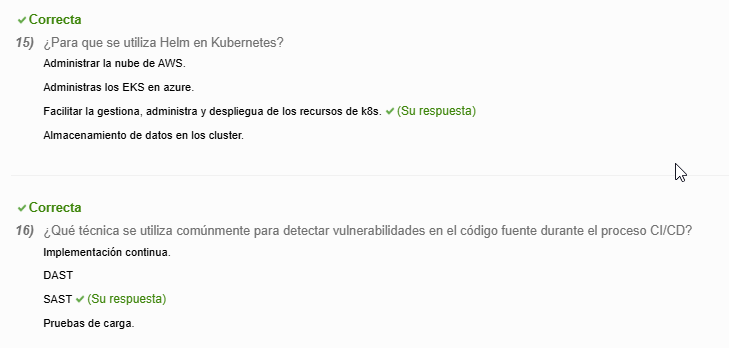 Correcta
15) ¿Para que se utiliza Helm en Kubernetes?
Administrar la nube de AWS.
Administras los EKS en azure.
Facilitar la gestiona, administra y despliegua de los recursos de k8s. ✓ (Su respuesta)
Almacenamiento de datos en los cluster.
Correcta
16) ¿Qué técnica se utiliza comúnmente para detectar vulnerabilidades en el código fuente durante el proceso CI/CD?
Implementación continua.
DAST
SAST ✓ (Su respuesta)
Pruebas de carga.